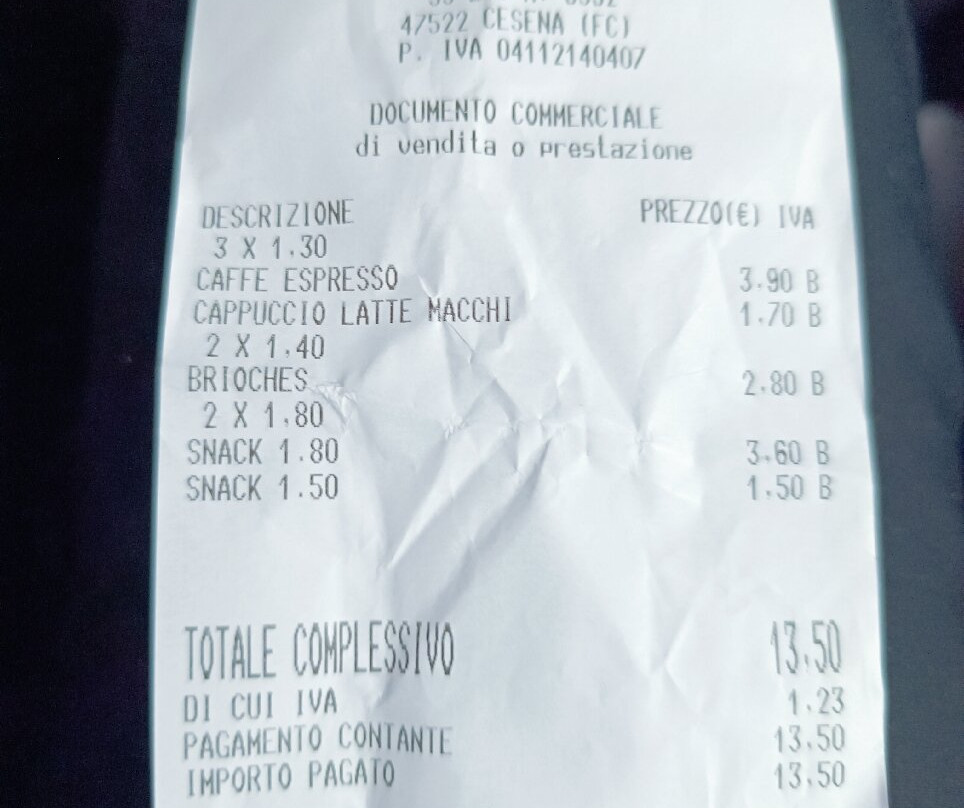 47522 CESENA (FC)
P. IVA 04112140407
DOCUMENTO COMMERCIALE
di vendita o prestazione
DESCRIZIONE PREZZO(€) IVA
3 X 1.30
CAFFE ESPRESSO 3.90 B
CAPPUCCIO LATTE MACCHI 1.70 B
2 X 1.40
BRIOCHES 2.80 B
2 X 1.80
SNACK 1.80 3.60 B
SNACK 1.50 1.50 B
TOTALE COMPLESSIVO 13.50
DI CUI IVA 1.23
PAGAMENTO CONTANTE 13.50
IMPORTO PAGATO 13.50